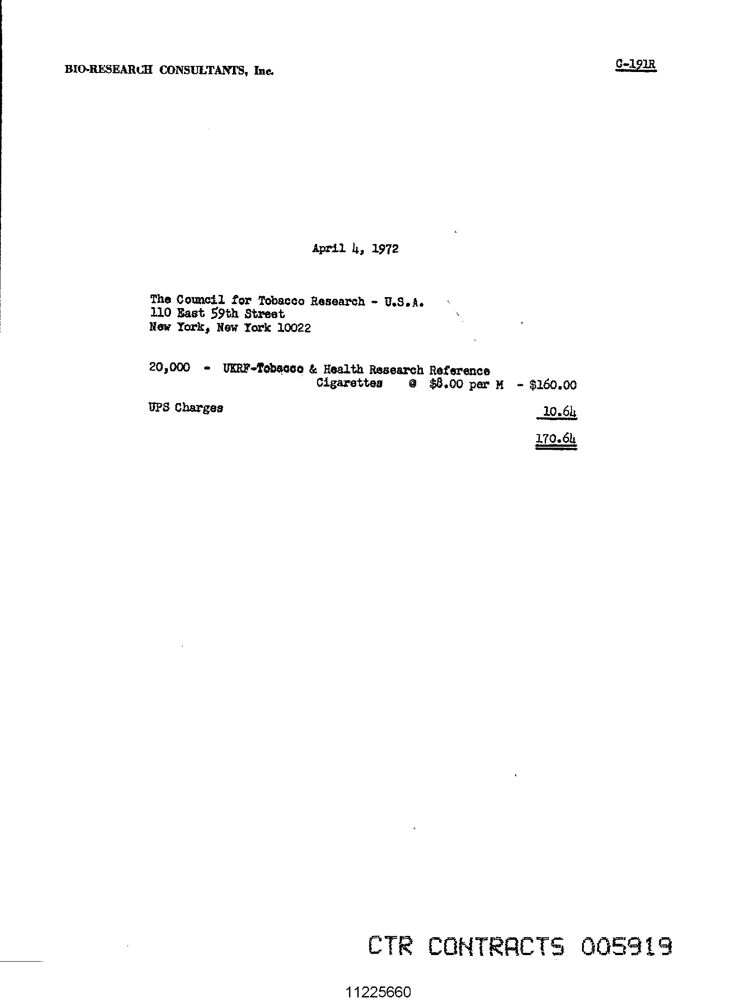 BIO-RESEARCH CONSULTANTS, Inc.
C-191R
April 4, 1972
The Council for Tobacco Research - U.S.A.
110 East 59th Street
New York, New York 10022
20,000 - UKRF-Tobacco & Health Research Reference
Cigarettes @ $8.00 per M - $160.00
UPS Charges 10.64
170.64
CTR CONTRACTS 005919
11225660